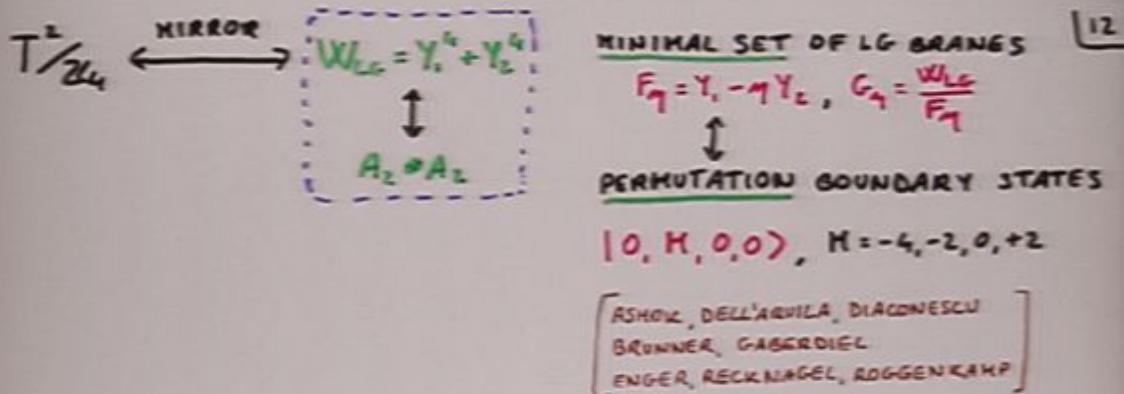 T²/ℤ₄ MIRROR W_LG = Y₁⁴ + Y₂⁴
A₂ ⊗ A₂
MINIMAL SET OF LG BRANES
F_η = Y₁ - η Y₂, G_η = W_LG / F_η
PERMUTATION BOUNDARY STATES
|0, M, 0, 0⟩, M = -4, -2, 0, +2
[ASHOK, DELL'AQUILA, DIACONESCU
BRUNNER, GABERDIEL
ENGER, RECKNAGEL, ROGGENKAMP]
12